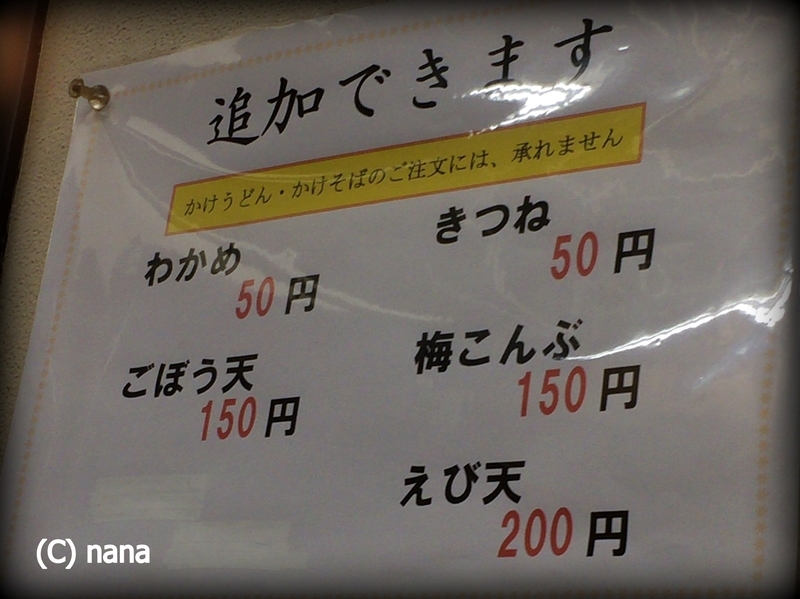 追加できます
かけうどん・かけそばのご注文には、承れません
わかめ
50円
きつね
50円
ごぼう天
150円
梅こんぶ
150円
えび天
200円
(C) nana